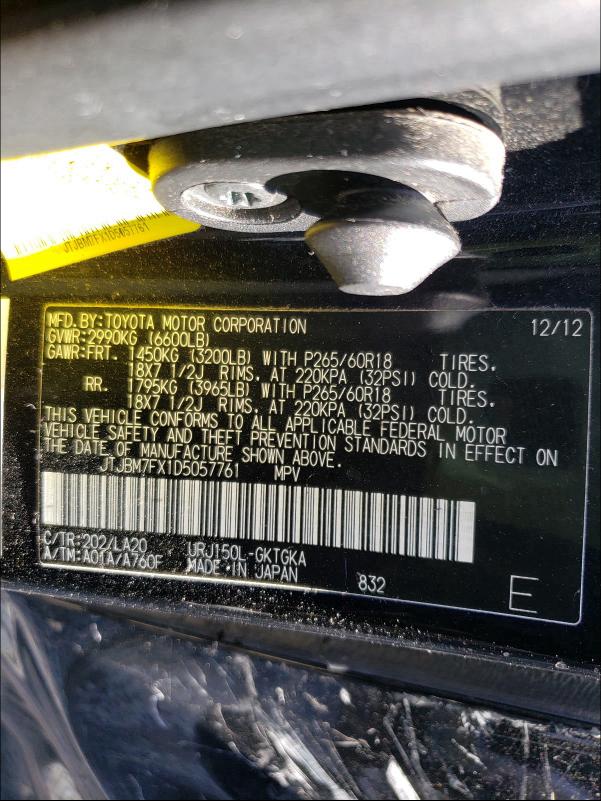 JTJBM7FX1D5057761
MFD.BY:TOYOTA MOTOR CORPORATION 12/12
GVWR:2990KG (6600LB)
GAWR:FRT. 1450KG (3200LB) WITH P265/60R18 TIRES.
18X7 1/2J RIMS. AT 220KPA (32PSI) COLD.
RR. 1795KG (3965LB) WITH P265/60R18 TIRES.
18X7 1/2J RIMS. AT 220KPA (32PSI) COLD.
THIS VEHICLE CONFORMS TO ALL APPLICABLE FEDERAL MOTOR
VEHICLE SAFETY AND THEFT PREVENTION STANDARDS IN EFFECT ON
THE DATE OF MANUFACTURE SHOWN ABOVE.
JTJBM7FX1D5057761 MPV
C/TR:202/LA20 URJ150L-GKTGKA
A/TM:A01A/A760F MADE IN JAPAN 832
E